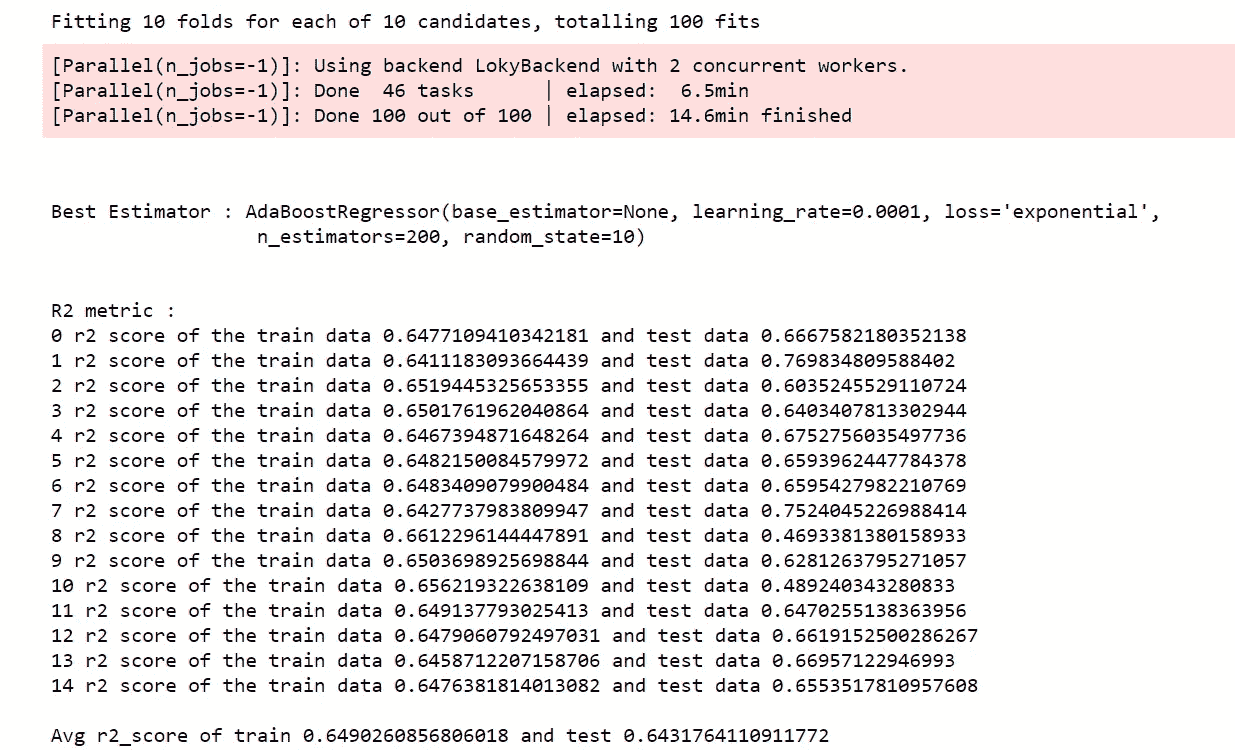 Fitting 10 folds for each of 10 candidates, totalling 100 fits
[Parallel(n_jobs=-1)]: Using backend LokyBackend with 2 concurrent workers.
[Parallel(n_jobs=-1)]: Done  46 tasks      | elapsed:  6.5min
[Parallel(n_jobs=-1)]: Done 100 out of 100 | elapsed: 14.6min finished
Best Estimator : AdaBoostRegressor(base_estimator=None, learning_rate=0.0001, loss='exponential',
                  n_estimators=200, random_state=10)
R2 metric :
0 r2 score of the train data 0.6477109410342181 and test data 0.6667582180352138
1 r2 score of the train data 0.6411183093664439 and test data 0.769834809588402
2 r2 score of the train data 0.6519445325653355 and test data 0.6035245529110724
3 r2 score of the train data 0.6501761962040864 and test data 0.6403407813302944
4 r2 score of the train data 0.6467394871648264 and test data 0.6752756035497736
5 r2 score of the train data 0.6482150084579972 and test data 0.6593962447784378
6 r2 score of the train data 0.6483409079900484 and test data 0.6595427982210769
7 r2 score of the train data 0.6427737983809947 and test data 0.7524045226988414
8 r2 score of the train data 0.6612296144447891 and test data 0.4693381380158933
9 r2 score of the train data 0.6503698925698844 and test data 0.6281263795271057
10 r2 score of the train data 0.656219322638109 and test data 0.489240343280833
11 r2 score of the train data 0.649137793025413 and test data 0.6470255138363956
12 r2 score of the train data 0.6479060792497031 and test data 0.6619152500286267
13 r2 score of the train data 0.6458712207158706 and test data 0.66957122946993
14 r2 score of the train data 0.6476381814013082 and test data 0.6553517810957608
Avg r2_score of train 0.6490260856806018 and test 0.6431764110911772